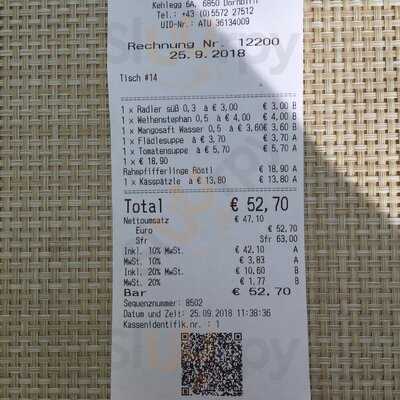 Kehlegg 6A, 6850 Dornbirn
Tel.: +43 (0)5572 27512
UID-Nr.: ATU 36134009
Rechnung Nr. 12200
25.9.2018
Tisch #14
1 x Radler süß 0,3 à € 3,00 € 3,00 B
1 x Weihenstephan 0,5 à € 4,00 € 4,00 B
1 x Mangosaft Wasser 0,5 à € 3,60€ 3,60 B
1 x Flädlesuppe à € 3,70 € 3,70 A
1 x Tomatensuppe à € 5,70 € 5,70 A
1 x € 18,90
Rahmpfifferlinge Rösti € 18,90 A
1 x Kässpätzle à € 13,80 € 13,80 A
Total € 52,70
Nettoumsatz € 47,10
Euro € 52,70
Sfr Sfr 63,00
Inkl. 10% MwSt. € 42,10 A
MwSt. 10% € 3,83 A
Inkl. 20% MwSt. € 10,60 B
MwSt. 20% € 1,77 B
Bar € 52,70
Sequenznummer: 8502
Datum und Zeit: 25.09.2018 11:38:36
Kassenidentifik.nr. : 1